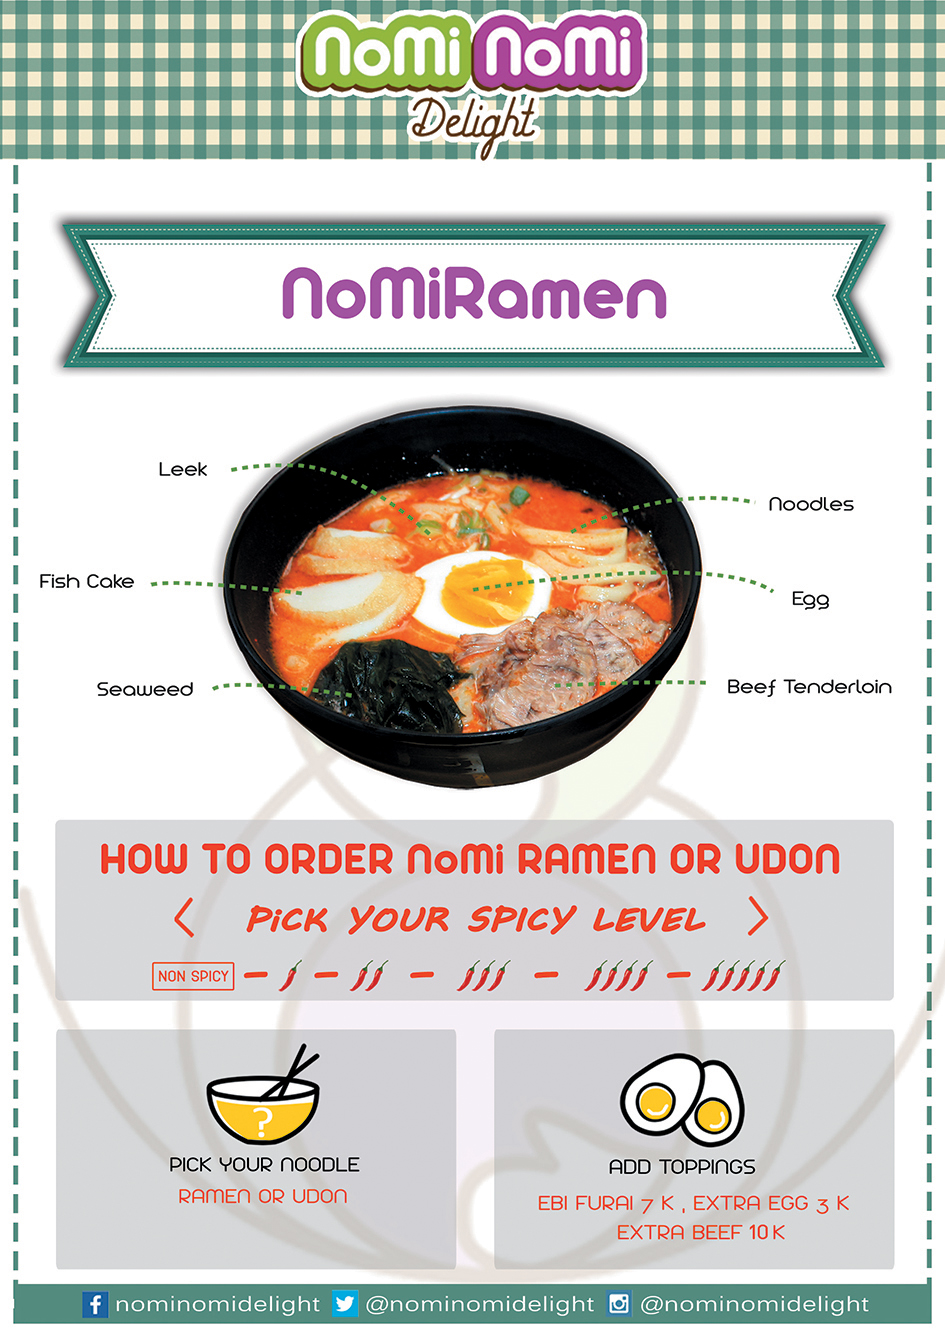 NoMi NoMi
Delight
NoMiRamen
Leek
Noodles
Fish Cake
Egg
Seaweed
Beef Tenderloin
HOW TO ORDER NoMi RAMEN OR UDON
< PiCK YOUR SPICY LEVEL >
NON SPICY
?
PICK YOUR NOODLE
RAMEN OR UDON
ADD TOPPINGS
EBI FURAI 7 K , EXTRA EGG 3 K
EXTRA BEEF 10 K
f nominomidelight @nominomidelight @nominomidelight